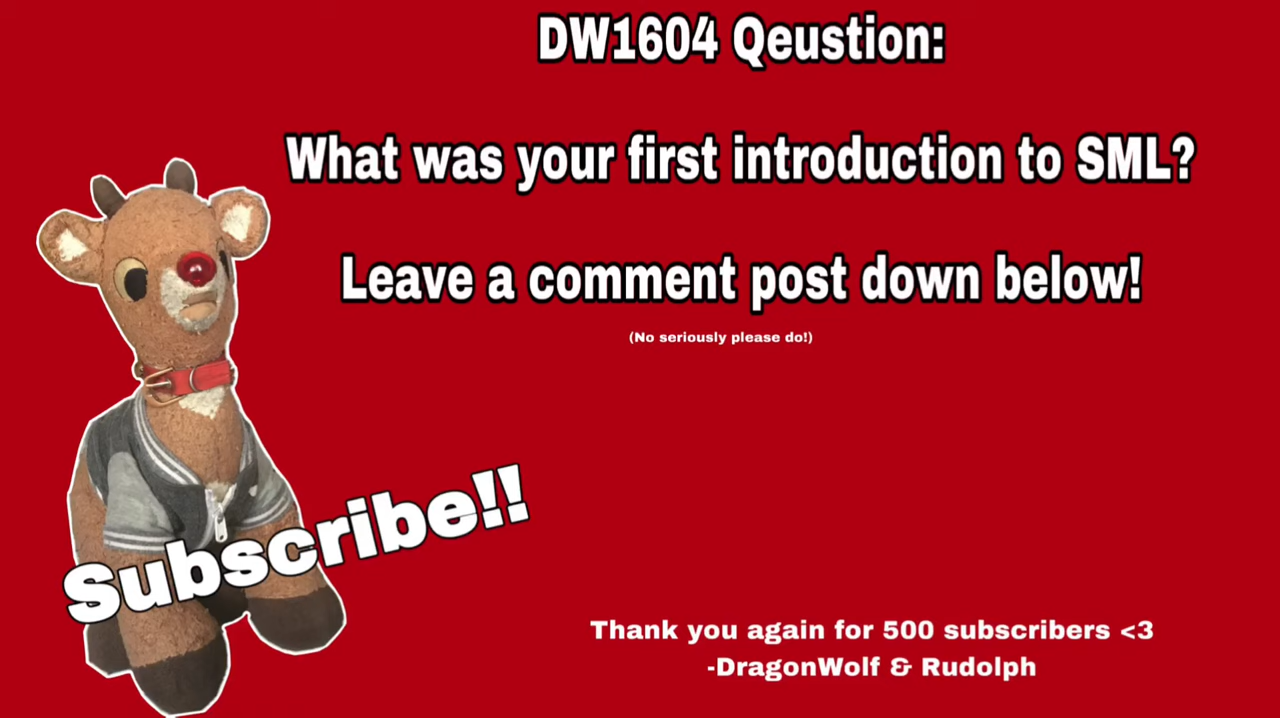 DW1604 Qeustion:
What was your first introduction to SML?
Leave a comment post down below!
(No seriously please do!)
Subscribe!!
Thank you again for 500 subscribers <3
-DragonWolf & Rudolph